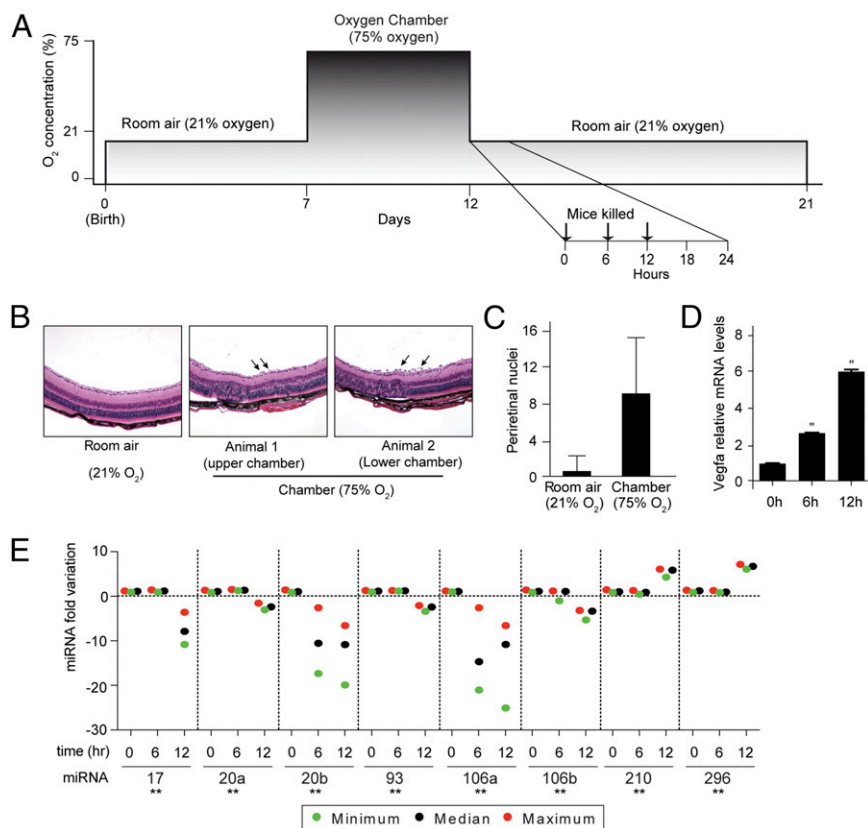 A
Oxygen Chamber
(75% oxygen)
O₂ concentration (%)
75
21
0
Room air (21% oxygen)
Room air (21% oxygen)
0
7
12
21
(Birth)
Days
Mice killed
0 6 12 18 24
Hours
B
Room air
(21% O₂)
Animal 1
(upper chamber)
Animal 2
(Lower chamber)
Chamber (75% O₂)
C
Periretinal nuclei
16
12
8
4
0
Room air
(21% O₂)
Chamber
(75% O₂)
D
Vegfa relative mRNA levels
8
6
4
2
0
**
**
0h 6h 12h
E
miRNA fold variation
10
0
-10
-20
-30
time (hr) 0 6 12 0 6 12 0 6 12 0 6 12 0 6 12 0 6 12 0 6 12 0 6 12
miRNA 17 20a 20b 93 106a 106b 210 296
** ** ** ** ** ** ** **
Minimum Median Maximum